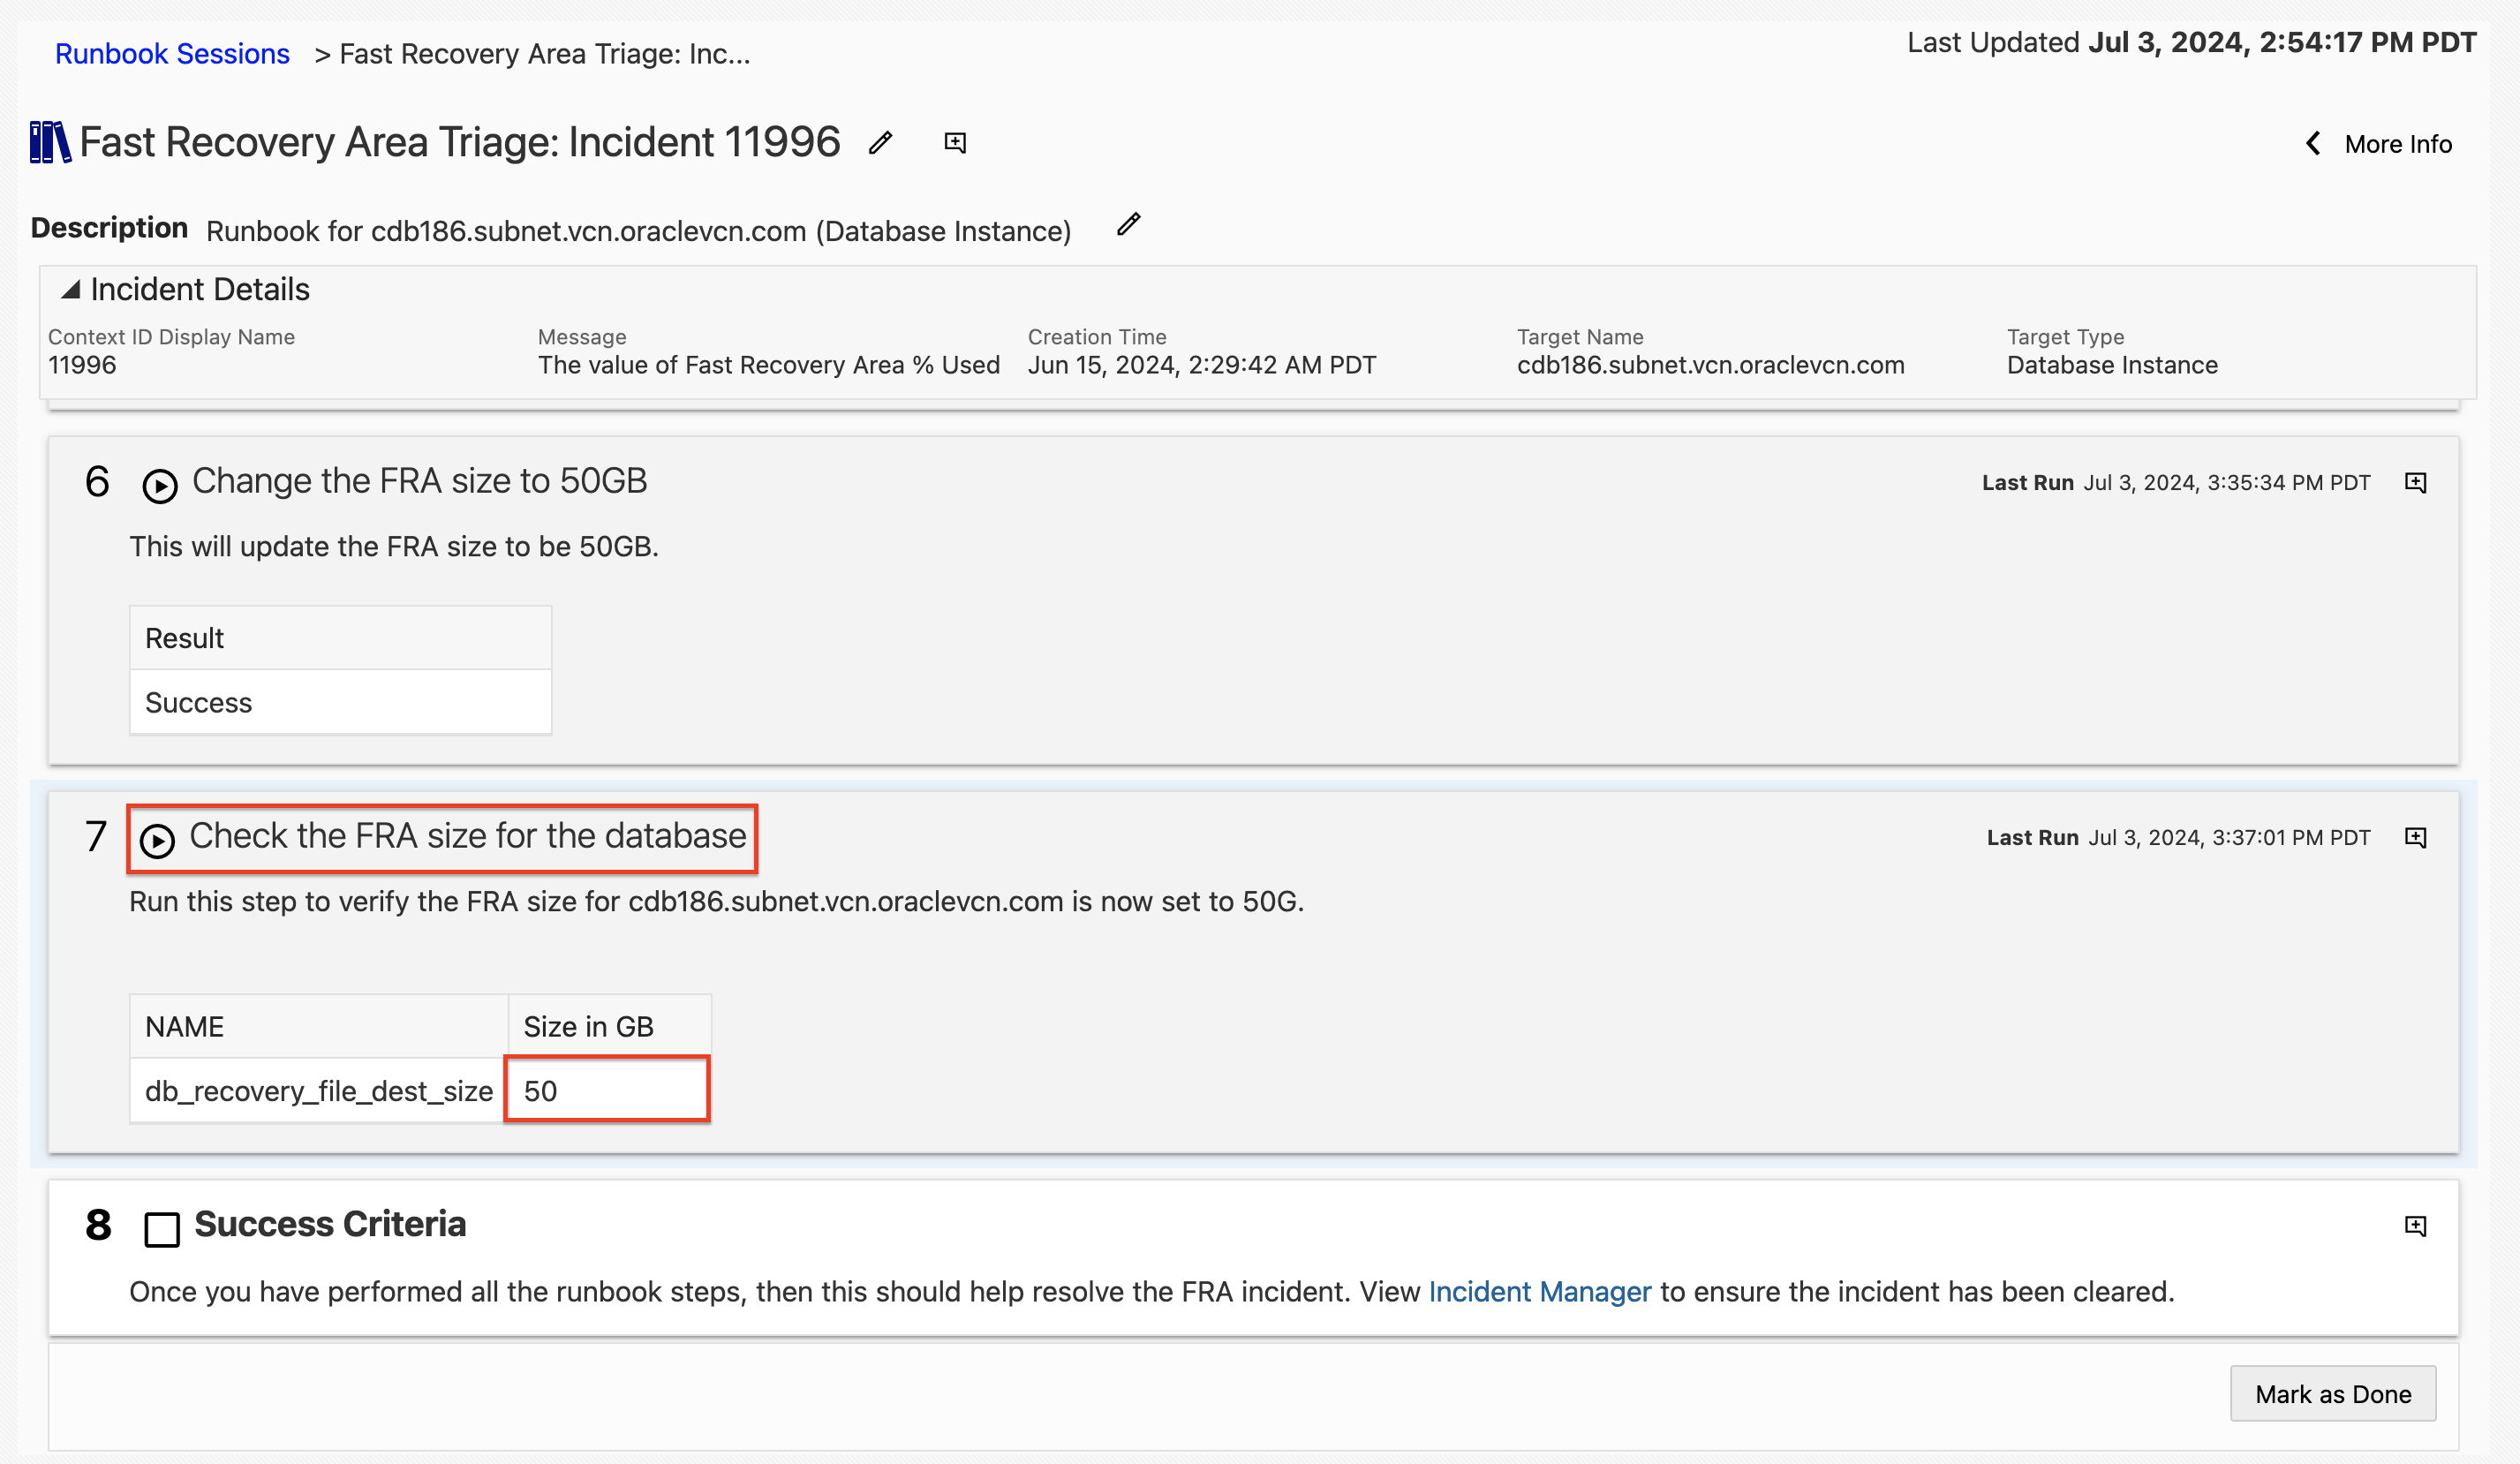 Runbook Sessions > Fast Recovery Area Triage: Inc...
Last Updated Jul 3, 2024, 2:54:17 PM PDT
Fast Recovery Area Triage: Incident 11996
More Info
Description Runbook for cdb186.subnet.vcn.oraclevcn.com (Database Instance)
Incident Details
Context ID Display Name
11996
Message
The value of Fast Recovery Area % Used
Creation Time
Jun 15, 2024, 2:29:42 AM PDT
Target Name
cdb186.subnet.vcn.oraclevcn.com
Target Type
Database Instance
6 Change the FRA size to 50GB
Last Run Jul 3, 2024, 3:35:34 PM PDT
This will update the FRA size to be 50GB.
Result
Success
7 Check the FRA size for the database
Last Run Jul 3, 2024, 3:37:01 PM PDT
Run this step to verify the FRA size for cdb186.subnet.vcn.oraclevcn.com is now set to 50G.
NAME Size in GB
db_recovery_file_dest_size 50
8 Success Criteria
Once you have performed all the runbook steps, then this should help resolve the FRA incident. View Incident Manager to ensure the incident has been cleared.
Mark as Done